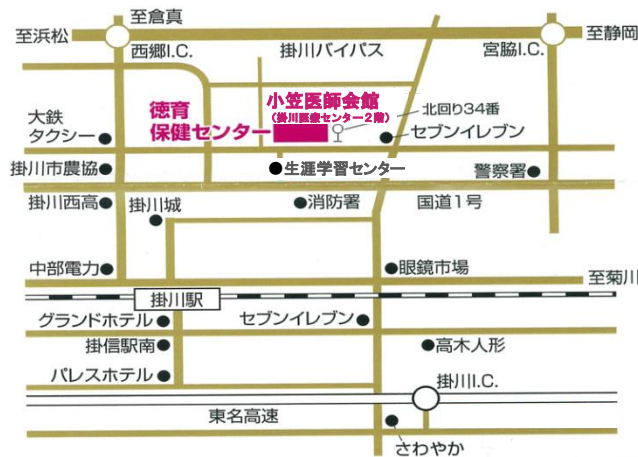 至倉真
至浜松
西郷I.C.
掛川バイパス
宮脇I.C.
至静岡
小笠医師会館
(掛川医療センター2階)
徳育
保健センター
北回り34番
大鉄
タクシー
セブンイレブン
掛川市農協
生涯学習センター
警察署
掛川西高
掛川城
消防署
国道1号
中部電力
眼鏡市場
至菊川
掛川駅
グランドホテル
セブンイレブン
掛信駅南
高木人形
パレスホテル
掛川I.C.
東名高速
さわやか